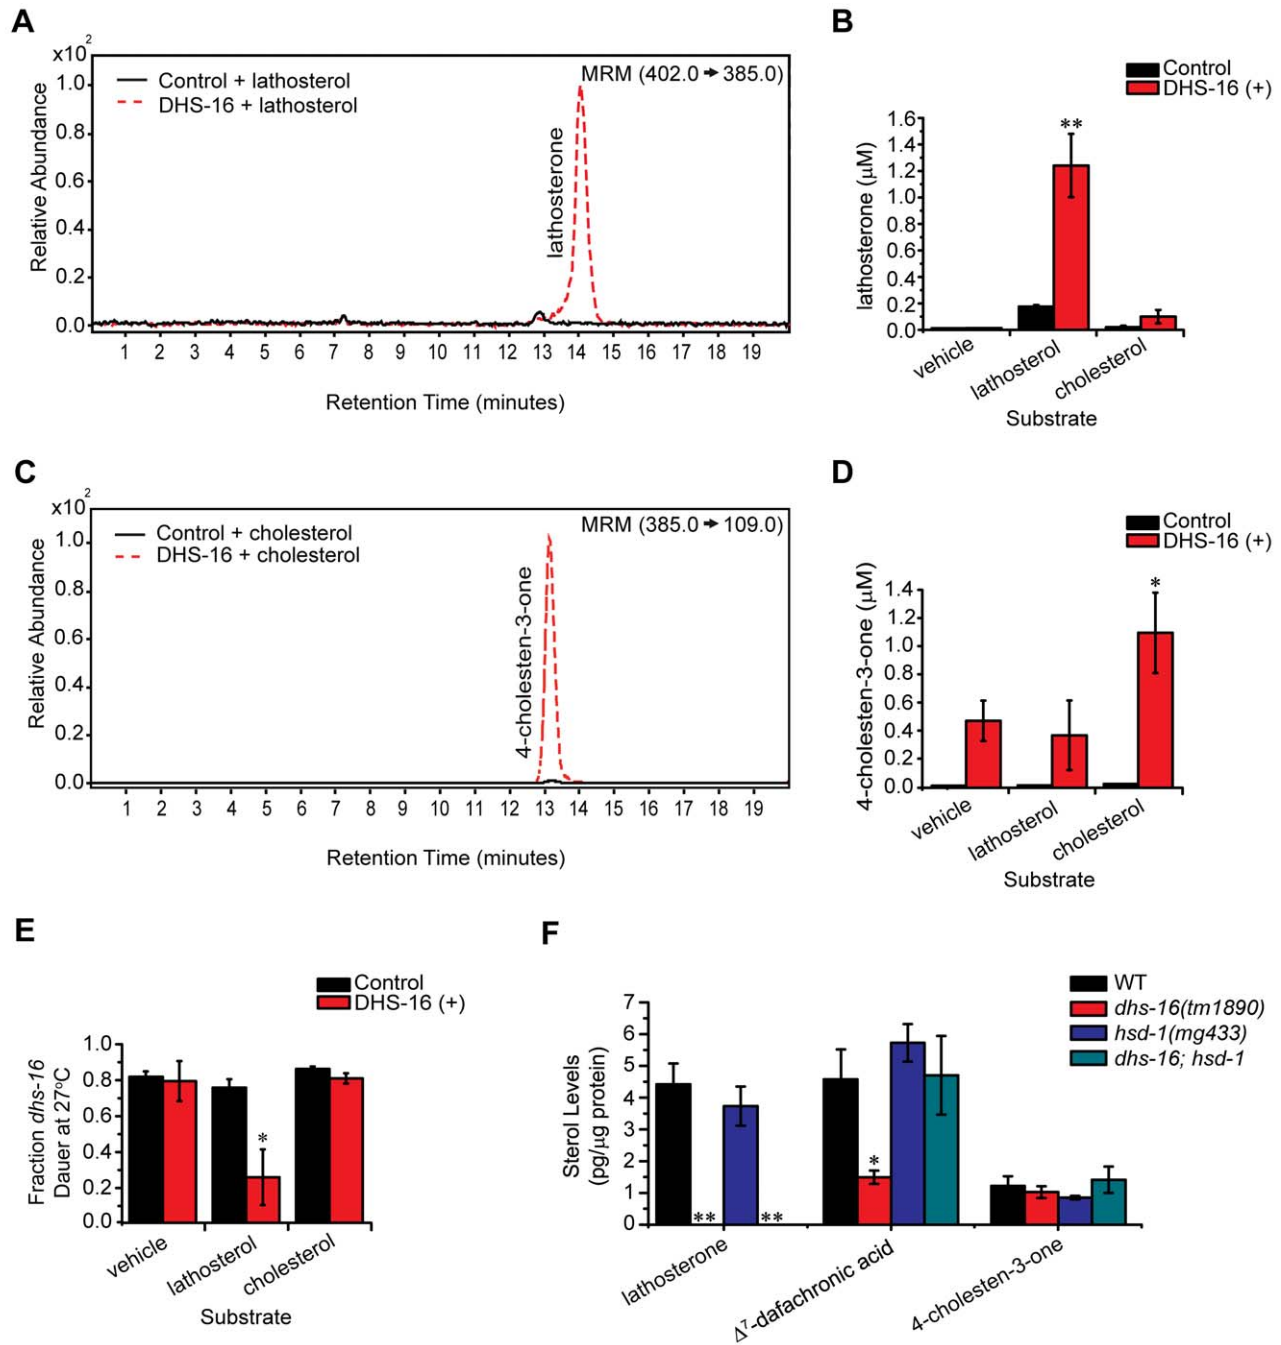 A
x10²
1.0
0.8
0.6
0.4
0.2
0.0
Relative Abundance
Control + lathosterol
DHS-16 + lathosterol
MRM (402.0 → 385.0)
lathosterone
1 2 3 4 5 6 7 8 9 10 11 12 13 14 15 16 17 18 19
Retention Time (minutes)
B
Control
DHS-16 (+)
lathosterone (µM)
1.6
1.4
1.2
1.0
0.8
0.6
0.4
0.2
0.0
**
vehicle
lathosterol
cholesterol
Substrate
C
x10²
1.0
0.8
0.6
0.4
0.2
0.0
Relative Abundance
Control + cholesterol
DHS-16 + cholesterol
MRM (385.0 → 109.0)
4-cholesten-3-one
1 2 3 4 5 6 7 8 9 10 11 12 13 14 15 16 17 18 19
Retention Time (minutes)
D
Control
DHS-16 (+)
4-cholesten-3-one (µM)
1.4
1.2
1.0
0.8
0.6
0.4
0.2
0.0
*
vehicle
lathosterol
cholesterol
Substrate
E
Control
DHS-16 (+)
Fraction dhs-16
Dauer at 27°C
1.0
0.8
0.6
0.4
0.2
0.0
*
vehicle
lathosterol
cholesterol
Substrate
F
WT
dhs-16(tm1890)
hsd-1(mg433)
dhs-16; hsd-1
Sterol Levels
(pg/µg protein)
7
6
5
4
3
2
1
0
** ** *
lathosterone
Δ⁷-dafachronic acid
4-cholesten-3-one